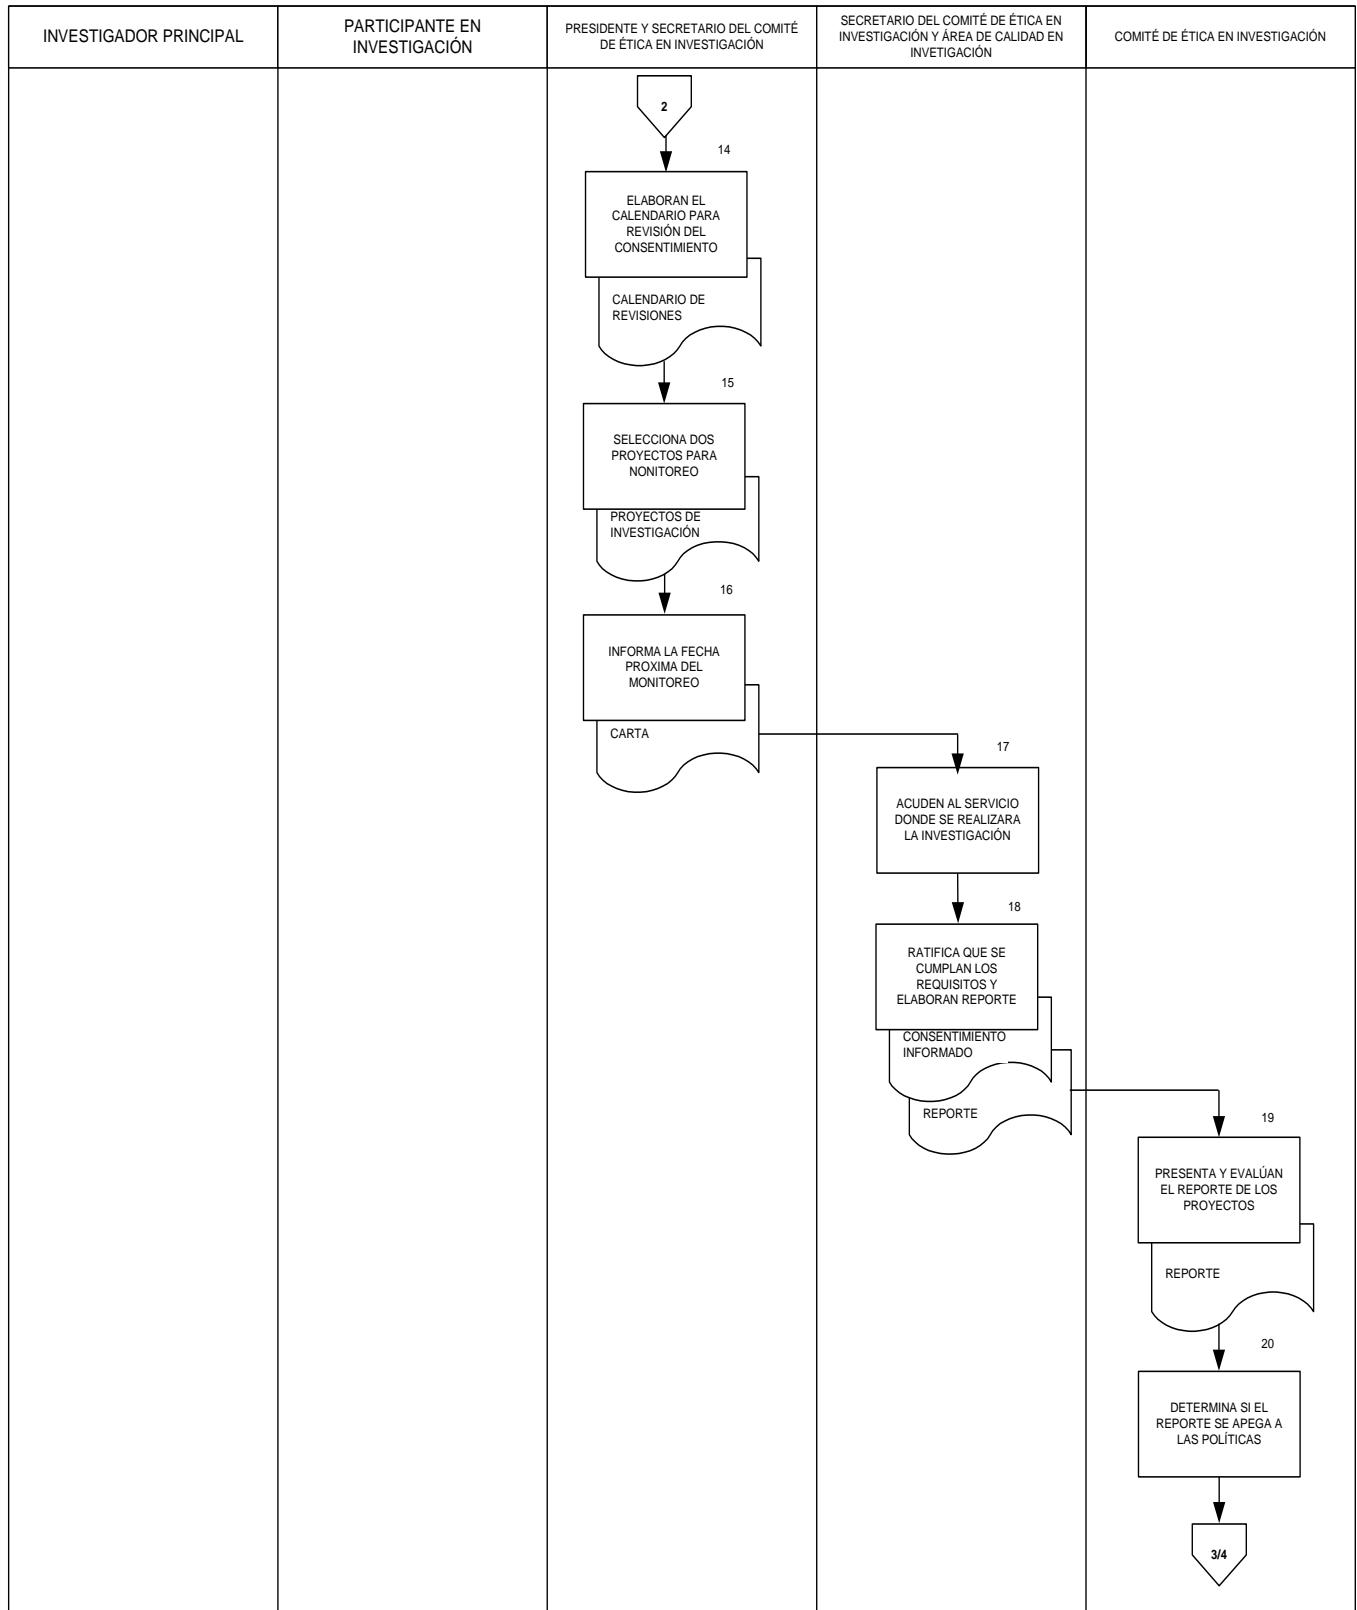 INVESTIGADOR PRINCIPAL
PARTICIPANTE EN
INVESTIGACIÓN
PRESIDENTE Y SECRETARIO DEL COMITÉ
DE ÉTICA EN INVESTIGACIÓN
SECRETARIO DEL COMITÉ DE ÉTICA EN
INVESTIGACIÓN Y ÁREA DE CALIDAD EN
INVETIGACIÓN
COMITÉ DE ÉTICA EN INVESTIGACIÓN
2
14
ELABORAN EL
CALENDARIO PARA
REVISIÓN DEL
CONSENTIMIENTO
CALENDARIO DE
REVISIONES
15
SELECCIONA DOS
PROYECTOS PARA
NONITOREO
PROYECTOS DE
INVESTIGACIÓN
16
INFORMA LA FECHA
PROXIMA DEL
MONITOREO
CARTA
17
ACUDEN AL SERVICIO
DONDE SE REALIZARA
LA INVESTIGACIÓN
18
RATIFICA QUE SE
CUMPLAN LOS
REQUISITOS Y
ELABORAN REPORTE
CONSENTIMIENTO
INFORMADO
REPORTE
19
PRESENTA Y EVALÚAN
EL REPORTE DE LOS
PROYECTOS
REPORTE
20
DETERMINA SI EL
REPORTE SE APEGA A
LAS POLÍTICAS
3/4